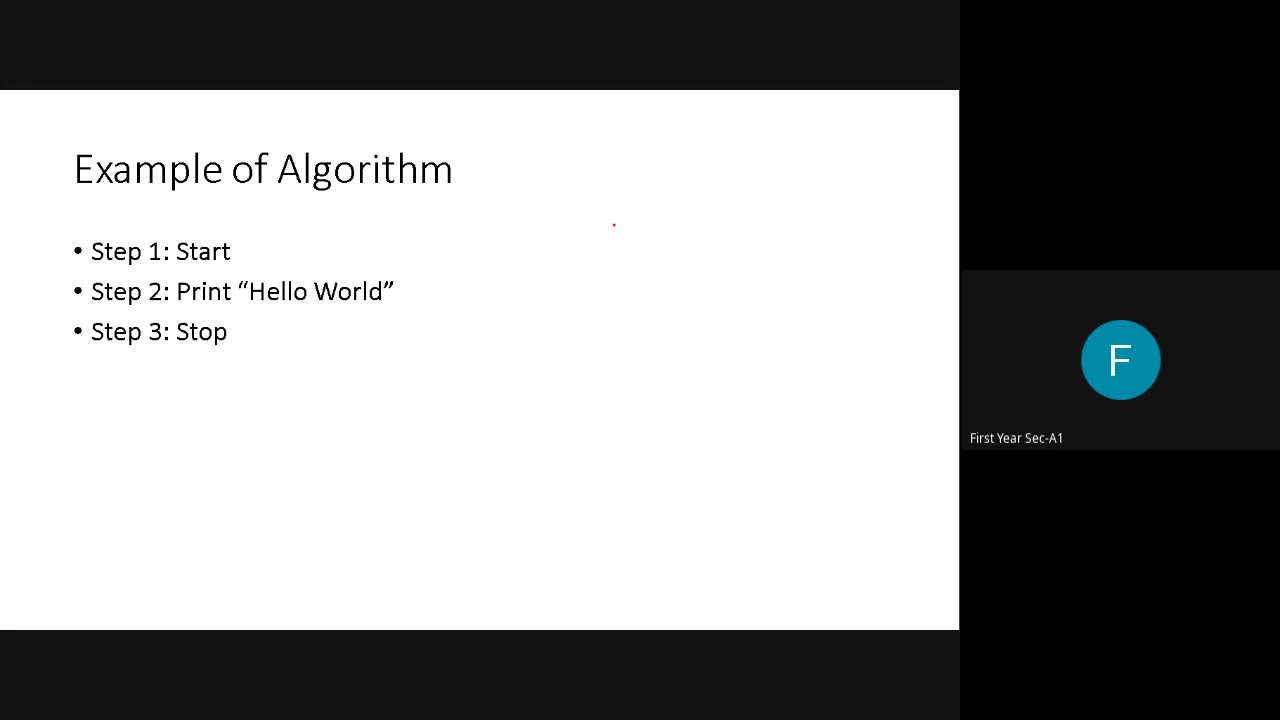 Example of Algorithm
• Step 1: Start
• Step 2: Print “Hello World”
• Step 3: Stop
F
First Year Sec-A1